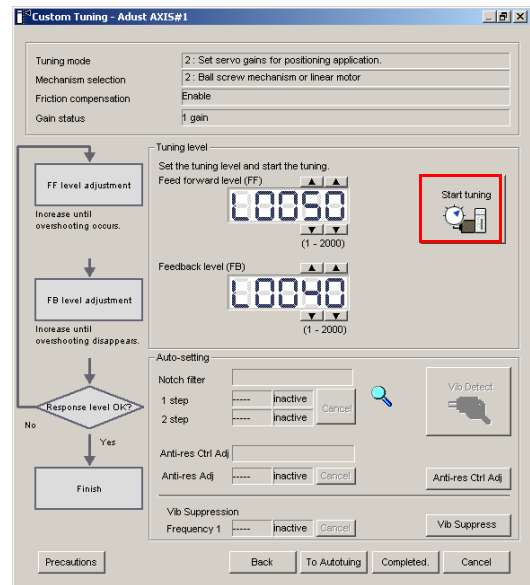 Custom Tuning - Adust AXIS#1
Tuning mode 2 : Set servo gains for positioning application.
Mechanism selection 2 : Ball screw mechanism or linear motor
Friction compensation Enable
Gain status 1 gain
FF level adjustment
Increase until
overshooting occurs.
FB level adjustment
Increase until
overshooting disappears.
Response level OK?
No
Yes
Finish
Tuning level
Set the tuning level and start the tuning.
Feed forward level (FF)
L0050
(1 - 2000)
Feedback level (FB)
L0040
(1 - 2000)
Start tuning
Auto-setting
Notch filter
1 step ----- inactive
2 step ----- inactive
Cancel
Vib Detect
Anti-res Ctrl Adj
Anti-res Adj ----- inactive Cancel
Anti-res Ctrl Adj
Vib Suppression
Frequency 1 ----- inactive Cancel
Vib Suppress
Precautions Back To Autotuing Completed. Cancel